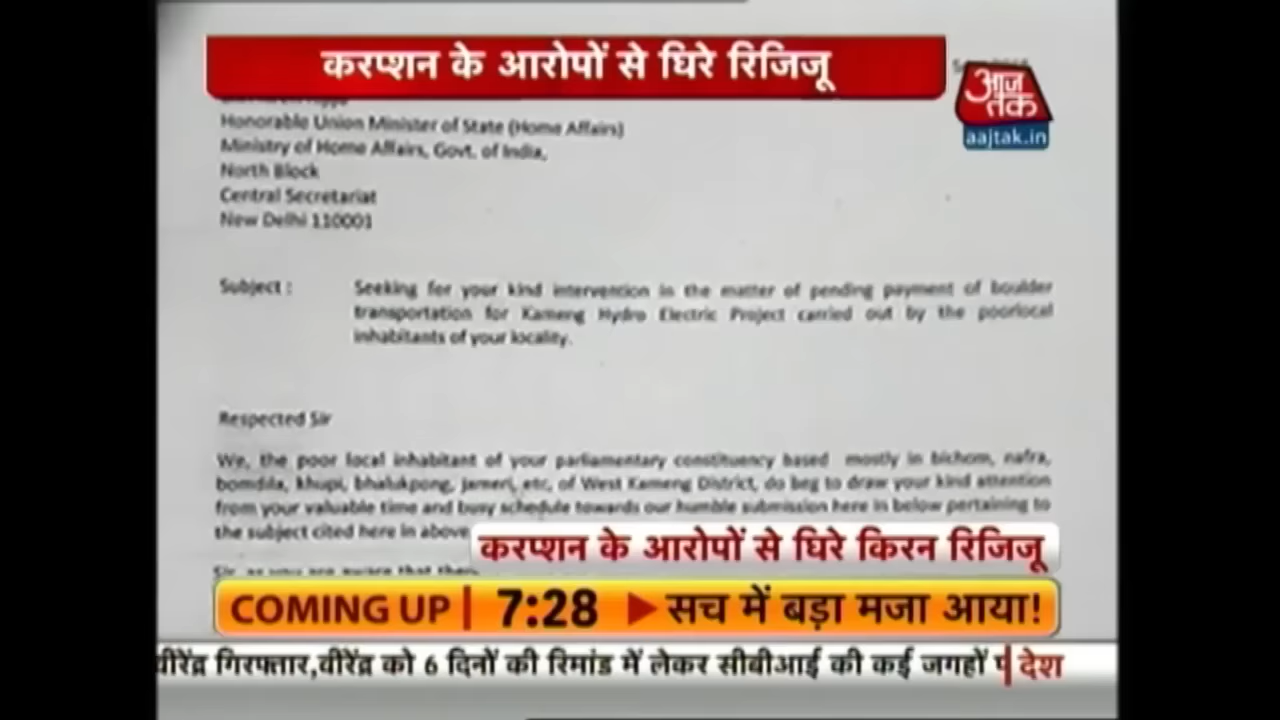 करप्शन के आरोपों से घिरे रिजिजू
आज तक
aajtak.in
Honorable Union Minister of State (Home Affairs)
Ministry of Home Affairs, Govt. of India,
North Block
Central Secretariat
New Delhi 110001
Subject : Seeking for your kind intervention in the matter of pending payment of boulder
transportation for Kameng Hydro Electric Project carried out by the poorlocal
inhabitants of your locality.
Respected Sir
We, the poor local inhabitant of your parliamentary constituency based mostly in bichom, nafra,
bomdila, khupi, bhalukpong, jameri, etc, of West Kameng District, do beg to draw your kind attention
from your valuable time and busy schedule towards our humble submission here in below pertaining to
the subject cited here in above
Sir, as you are aware that
करप्शन के आरोपों से घिरे किरन रिजिजू
COMING UP | 7:28 सच में बड़ा मजा आया!
वीरेंद्र गिरफ्तार,वीरेंद्र को 6 दिनों की रिमांड में लेकर सीबीआई की कई जगहों देश